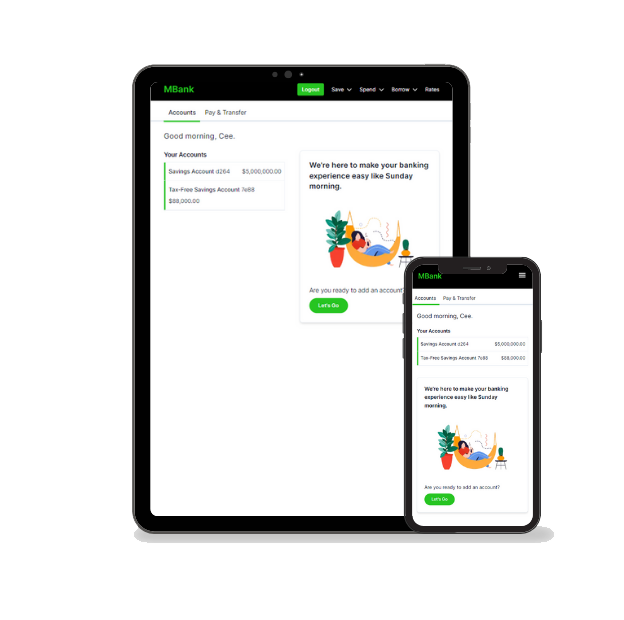 MBank
Logout Save Spend Borrow Rates
Accounts Pay & Transfer
Good morning, Cee.
Your Accounts
Savings Account d264 $5,000,000.00
Tax-Free Savings Account 7e88
$88,000.00
We're here to make your banking
experience easy like Sunday
morning.
Are you ready to add an account?
Let's Go
MBank
Accounts Pay & Transfer
Good morning, Cee.
Your Accounts
Savings Account d264 $5,000,000.00
Tax-Free Savings Account 7e88 $88,000.00
We're here to make your banking
experience easy like Sunday
morning.
Are you ready to add an account?
Let's Go